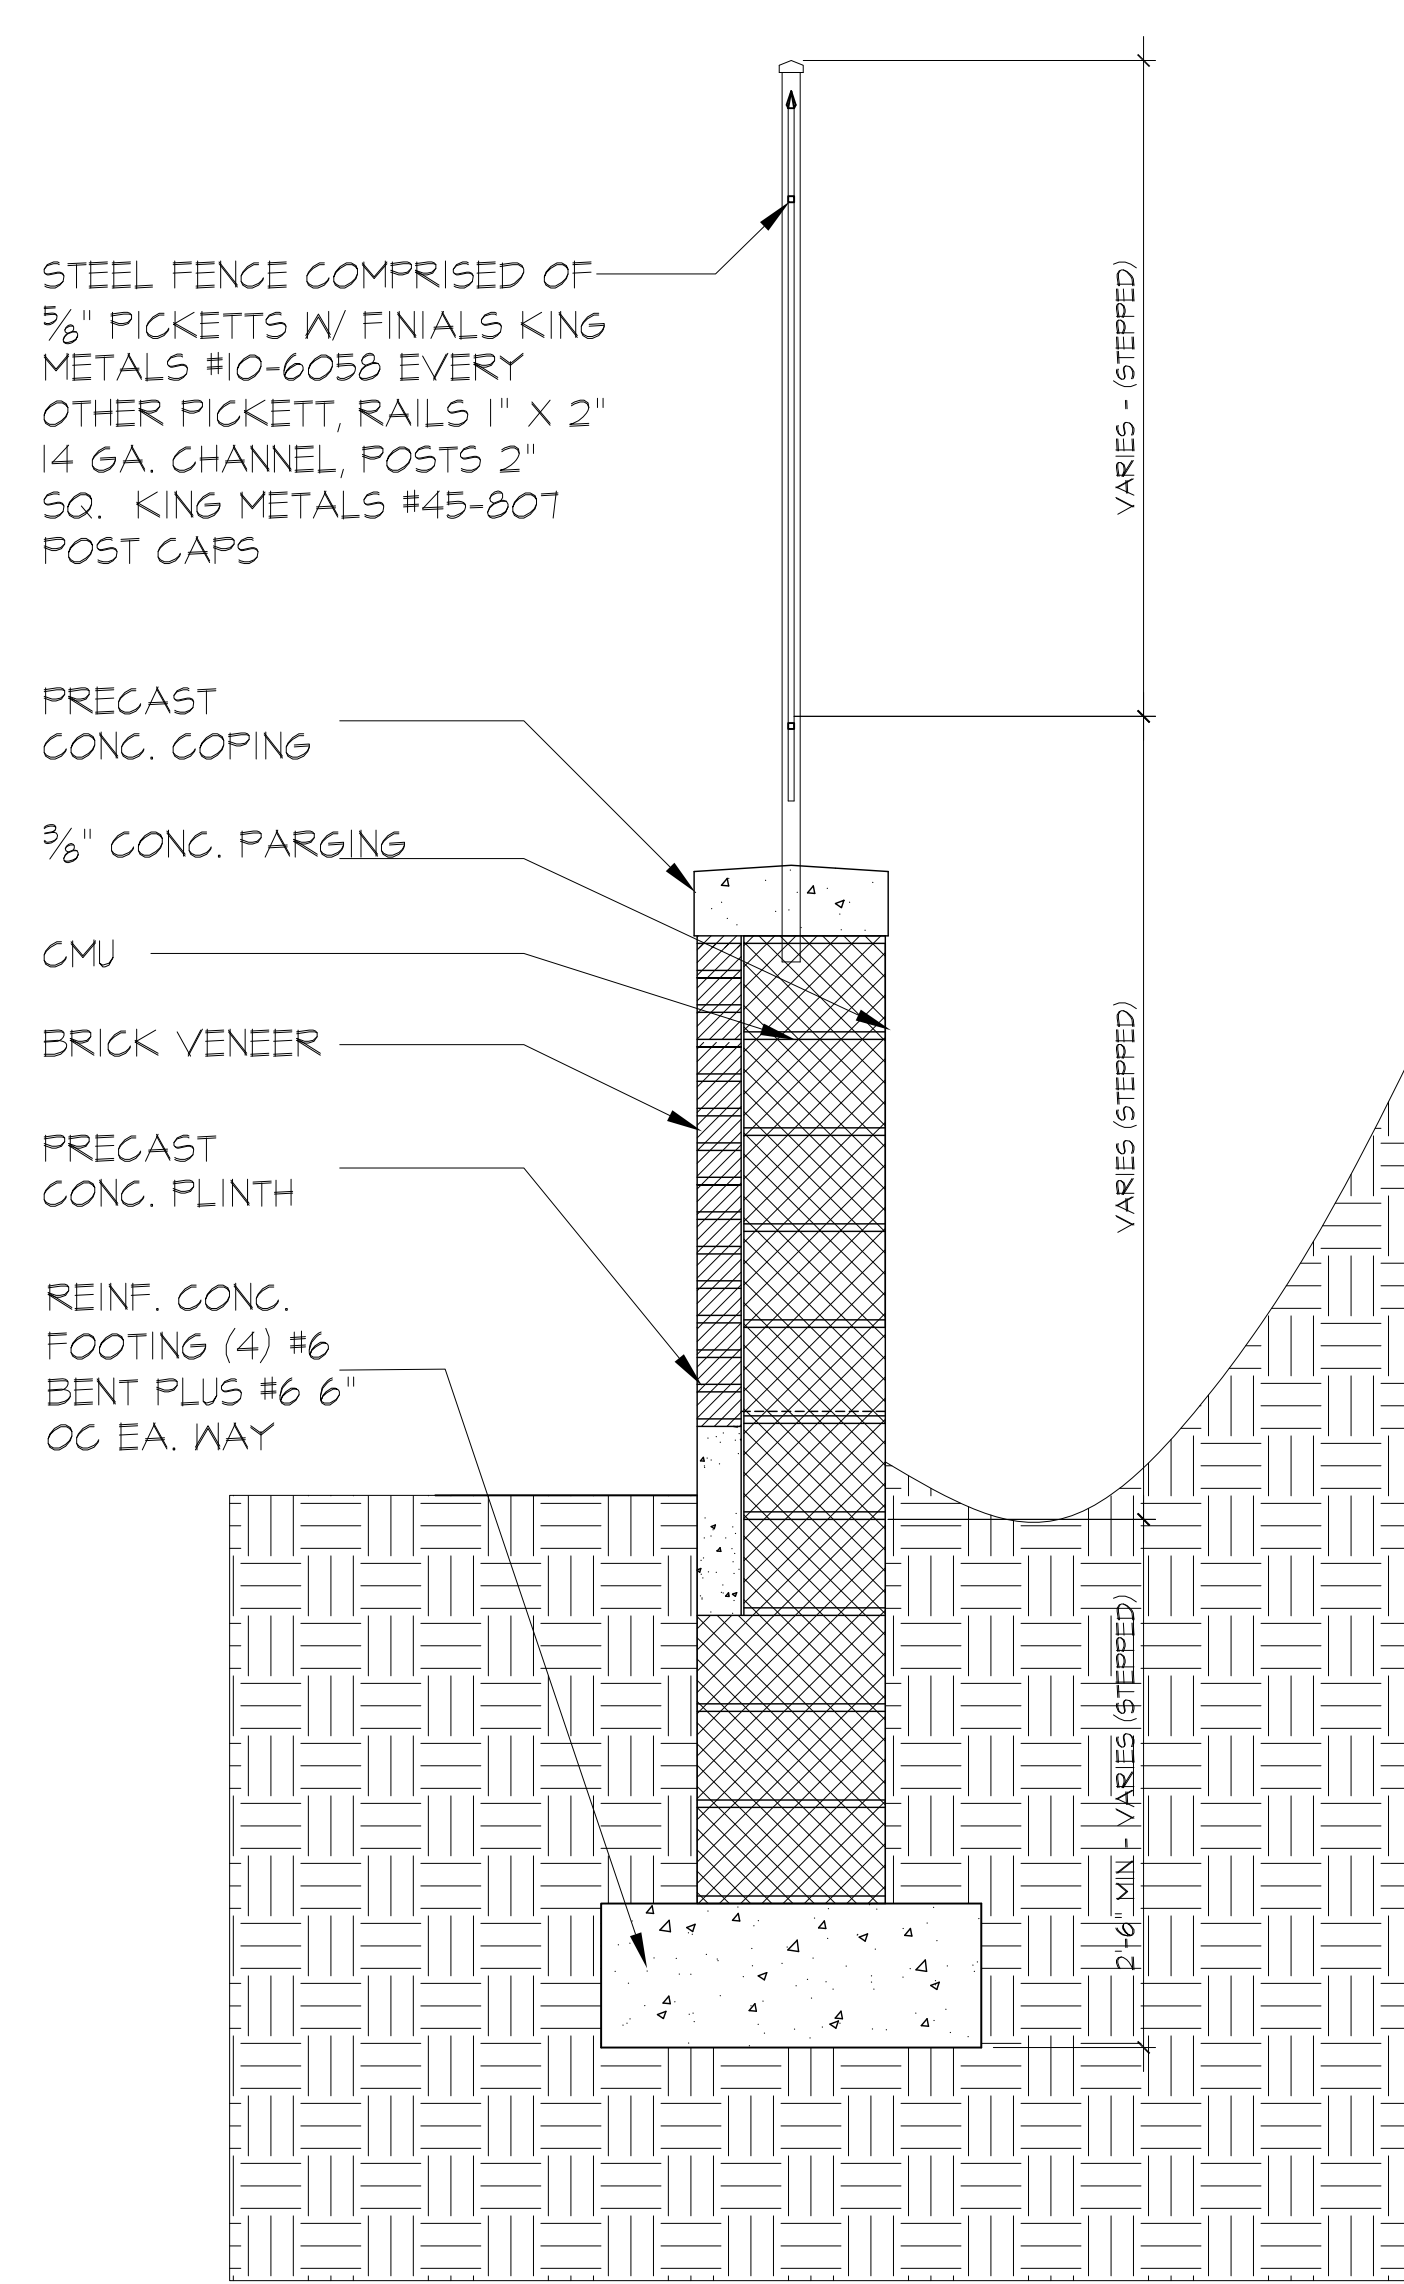 STEEL FENCE COMPRISED OF
⅝" PICKETTS W/ FINIALS KING
METALS #10-6058 EVERY
OTHER PICKETT, RAILS 1" X 2"
14 GA. CHANNEL, POSTS 2"
SQ. KING METALS #45-807
POST CAPS
PRECAST
CONC. COPING
⅜" CONC. PARGING
CMU
BRICK VENEER
PRECAST
CONC. PLINTH
REINF. CONC.
FOOTING (4) #6
BENT PLUS #6 6"
OC EA. WAY
VARIES - (STEPPED)
VARIES (STEPPED)
2'-6" MIN - VARIES (STEPPED)